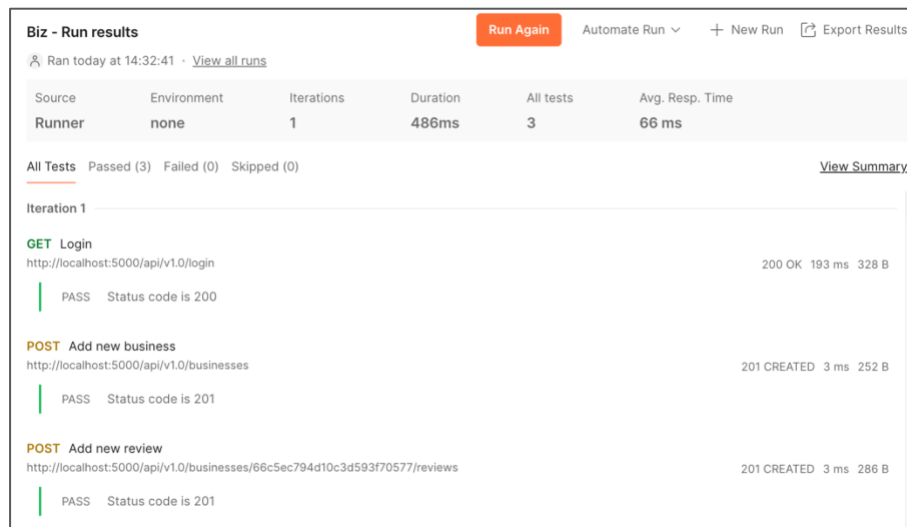 Biz - Run results
Run Again Automate Run + New Run Export Results
Ran today at 14:32:41 · View all runs
Source Environment Iterations Duration All tests Avg. Resp. Time
Runner none 1 486ms 3 66 ms
All Tests Passed (3) Failed (0) Skipped (0) View Summary
Iteration 1
GET Login
http://localhost:5000/api/v1.0/login 200 OK 193 ms 328 B
PASS Status code is 200
POST Add new business
http://localhost:5000/api/v1.0/businesses 201 CREATED 3 ms 252 B
PASS Status code is 201
POST Add new review
http://localhost:5000/api/v1.0/businesses/66c5ec794d10c3d593f70577/reviews 201 CREATED 3 ms 286 B
PASS Status code is 201